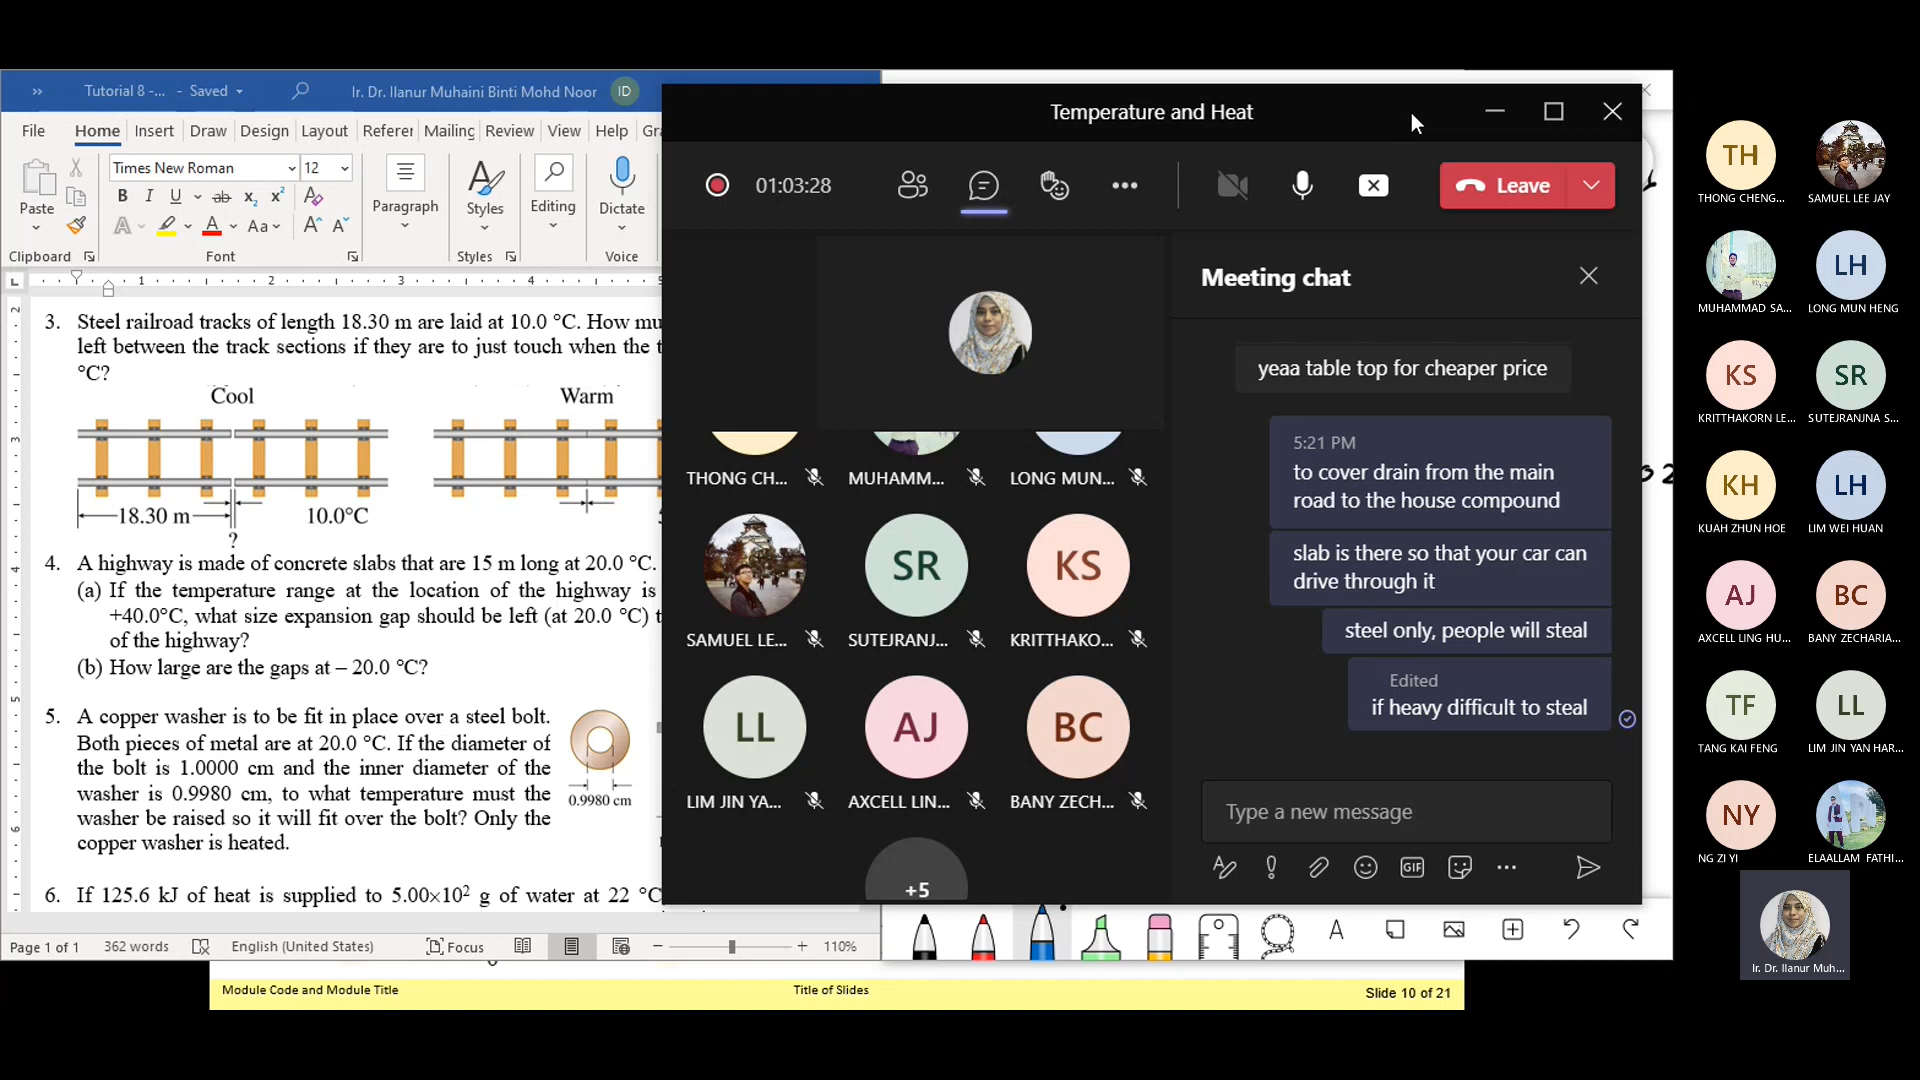 Tutorial 8 -... - Saved
Ir. Dr. Ilanur Muhaini Binti Mohd Noor
ID
File Home Insert Draw Design Layout Referer Mailing Review View Help Gra
Times New Roman
12
Paste
Paragraph
Styles
Editing
Dictate
Clipboard
Font
Styles
Voice
3. Steel railroad tracks of length 18.30 m are laid at 10.0 °C. How mu
left between the track sections if they are to just touch when the t
°C?
Cool
Warm
18.30 m
10.0°C
?
4. A highway is made of concrete slabs that are 15 m long at 20.0 °C.
(a) If the temperature range at the location of the highway is
+40.0°C, what size expansion gap should be left (at 20.0 °C) t
of the highway?
(b) How large are the gaps at – 20.0 °C?
5. A copper washer is to be fit in place over a steel bolt.
Both pieces of metal are at 20.0 °C. If the diameter of
the bolt is 1.0000 cm and the inner diameter of the
washer is 0.9980 cm, to what temperature must the
washer be raised so it will fit over the bolt? Only the
copper washer is heated.
0.9980 cm
6. If 125.6 kJ of heat is supplied to 5.00×10² g of water at 22 °C
Page 1 of 1
362 words
English (United States)
Focus
110%
Module Code and Module Title
Title of Slides
Slide 10 of 21
Temperature and Heat
01:03:28
Leave
Meeting chat
yeaa table top for cheaper price
5:21 PM
to cover drain from the main
road to the house compound
slab is there so that your car can
drive through it
steel only, people will steal
Edited
if heavy difficult to steal
Type a new message
GIF
THONG CH...
MUHAMM...
LONG MUN...
SR
KS
SAMUEL LE...
SUTEJRANJ...
KRITTHAKO...
LL
AJ
BC
LIM JIN YA...
AXCELL LIN...
BANY ZECH...
+5
TH
THONG CHENG...
SAMUEL LEE JAY
MUHAMMAD SA...
LH
LONG MUN HENG
KS
KRITTHAKORN LE...
SR
SUTEJRANJNA S...
KH
KUAH ZHUN HOE
LH
LIM WEI HUAN
AJ
AXCELL LING HU...
BC
BANY ZECHARIA...
TF
TANG KAI FENG
LL
LIM JIN YAN HAR...
NY
NG ZI YI
ELAALLAM FATHI...
Ir. Dr. Ilanur Muh...